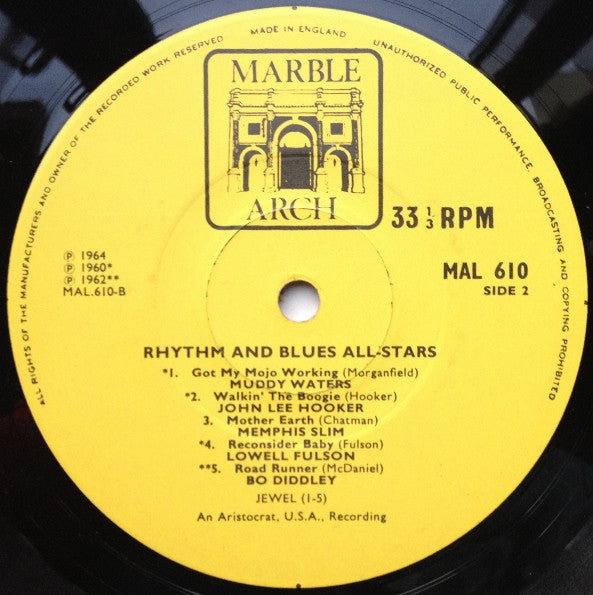 MADE IN ENGLAND
ALL RIGHTS OF THE MANUFACTURERS AND OWNER OF THE RECORDED WORK RESERVED
UNAUTHORIZED PUBLIC PERFORMANCE, BROADCASTING AND COPYING PROHIBITED
MARBLE
ARCH
33 1/3 RPM
℗ 1964
℗ 1960*
℗ 1962**
MAL.610-B
MAL 610
SIDE 2
RHYTHM AND BLUES ALL-STARS
*1. Got My Mojo Working (Morganfield)
MUDDY WATERS
*2. Walkin' The Boogie (Hooker)
JOHN LEE HOOKER
3. Mother Earth (Chatman)
MEMPHIS SLIM
*4. Reconsider Baby (Fulson)
LOWELL FULSON
**5. Road Runner (McDaniel)
BO DIDDLEY
JEWEL (1-5)
An Aristocrat, U.S.A., Recording